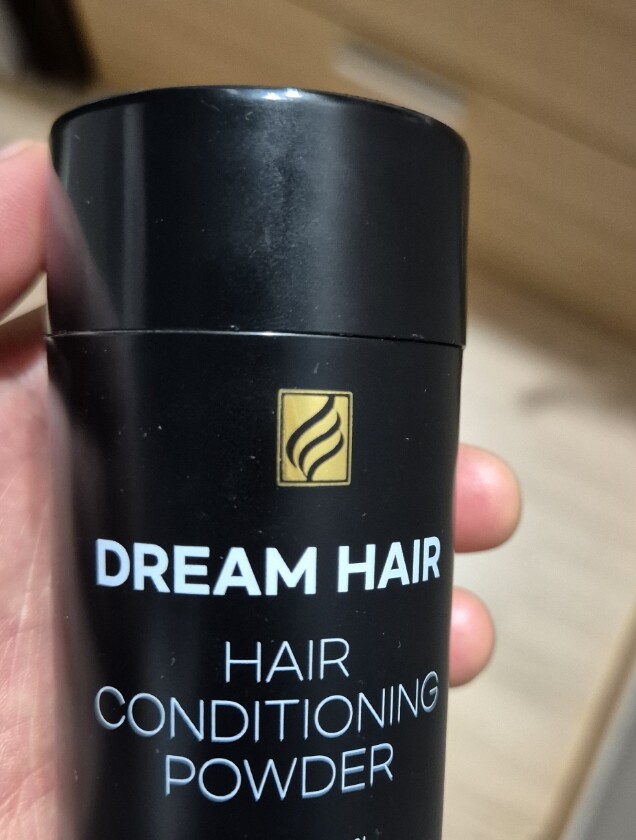 DREAM HAIR
HAIR
CONDITIONING
POWDER